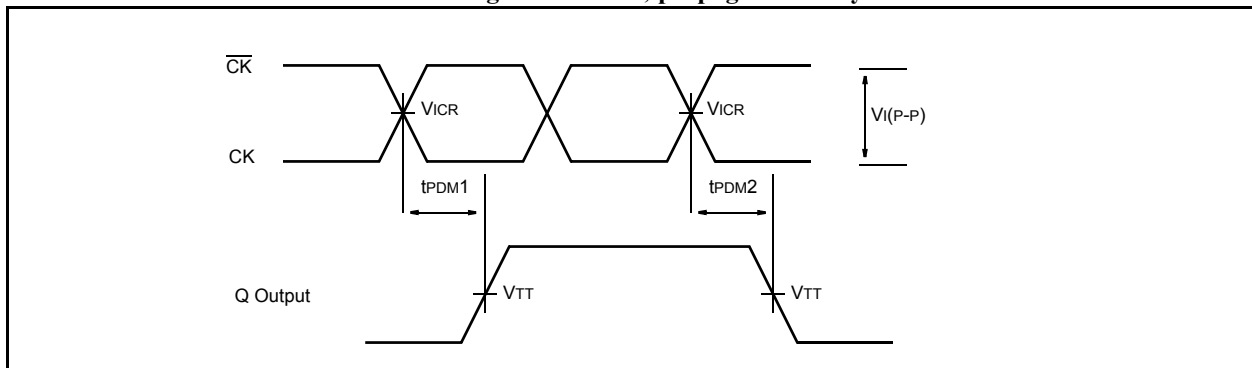 CK
VICR
VICR
VI(P-P)
CK
tPDM1
tPDM2
Q Output
VTT
VTT